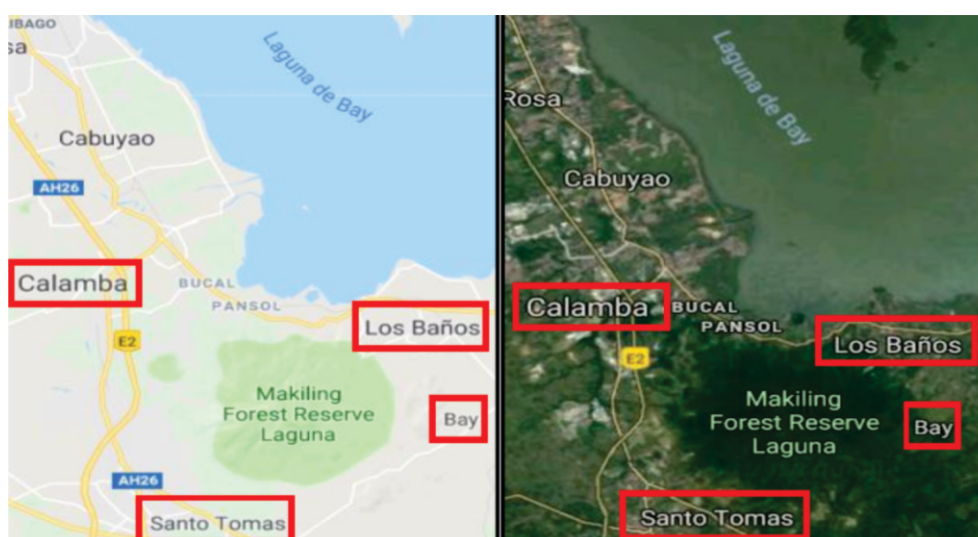 IBAGO
sa
Laguna de Bay
Cabuyao
AH26
Calamba
BUCAL
PANSOL
Los Baños
E2
Makiling
Forest Reserve
Laguna
Bay
AH26
Santo Tomas
Laguna de Bay
Rosa
Cabuyao
Calamba
BUCAL
PANSOL
Los Baños
E2
Makiling
Forest Reserve
Laguna
Bay
Santo Tomas